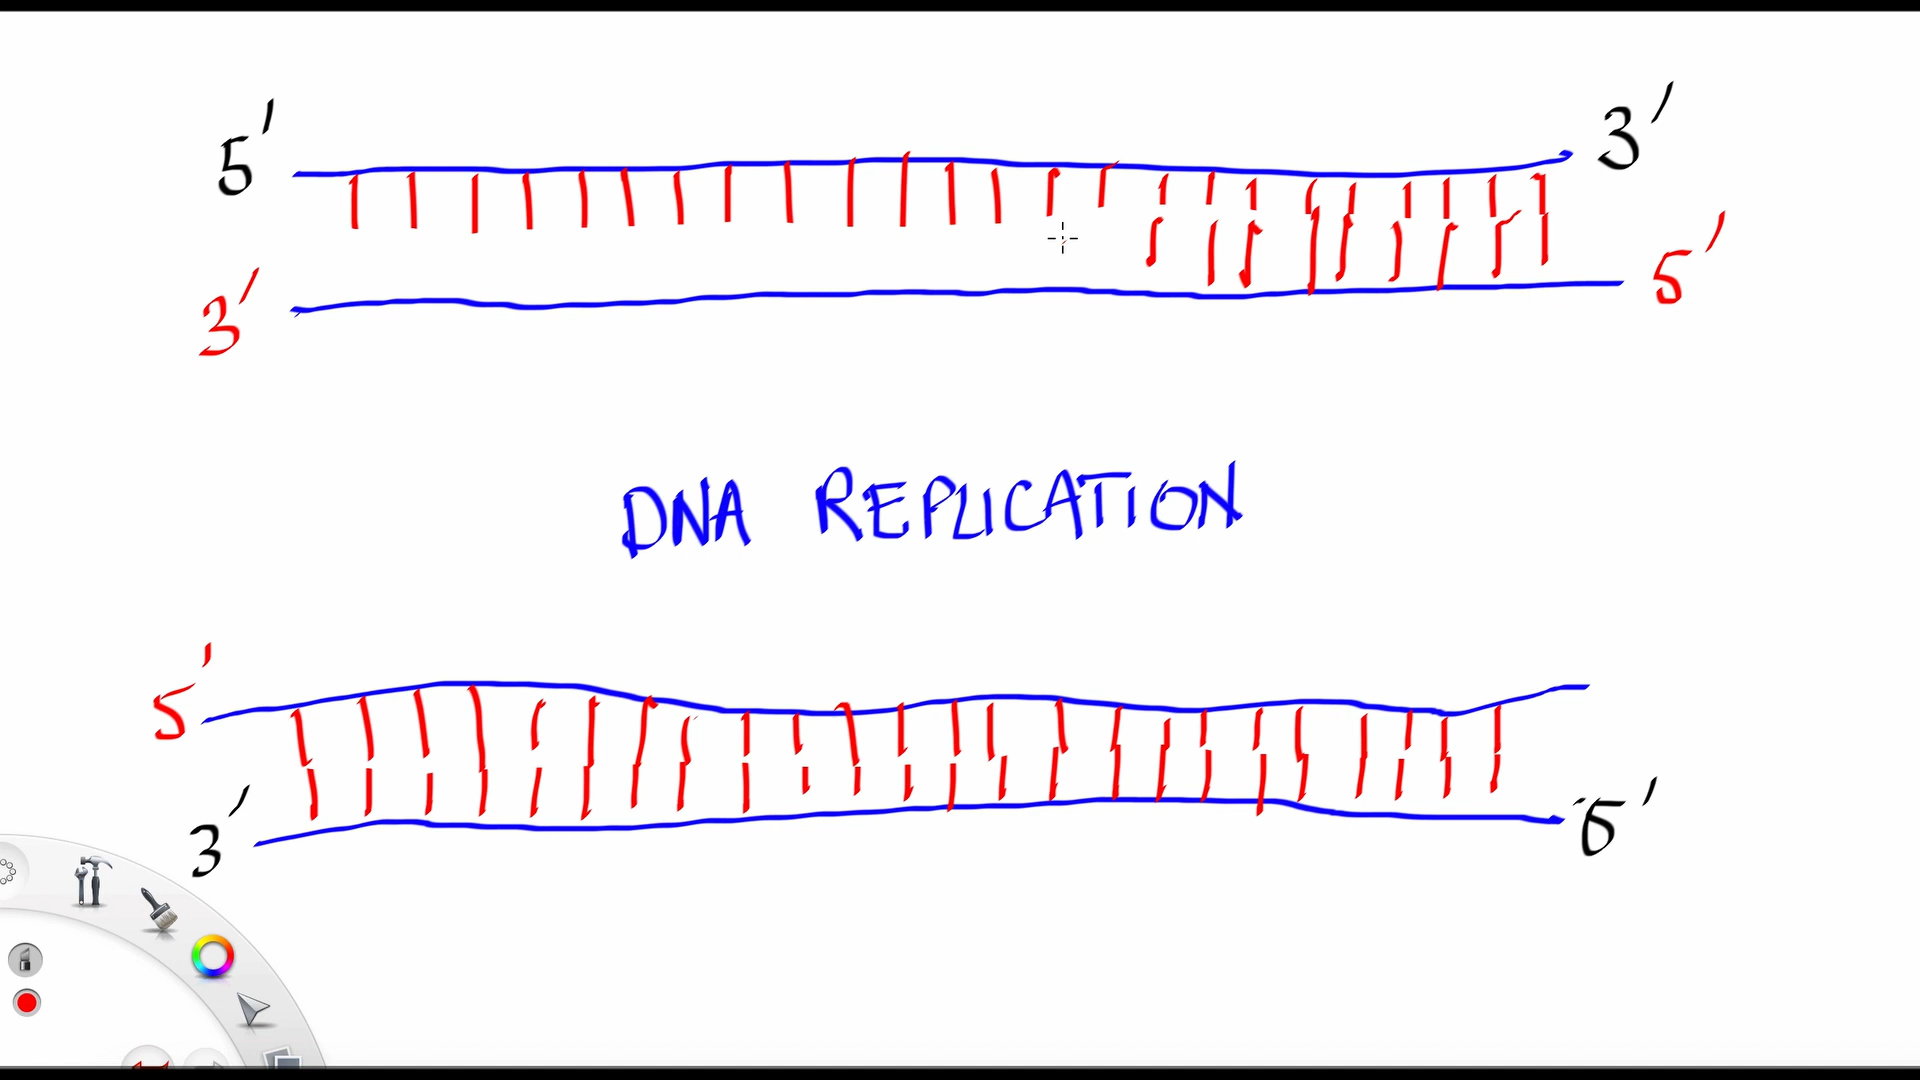 5' 3'
3' 5'
DNA REPLICATION
5'
3' 5'